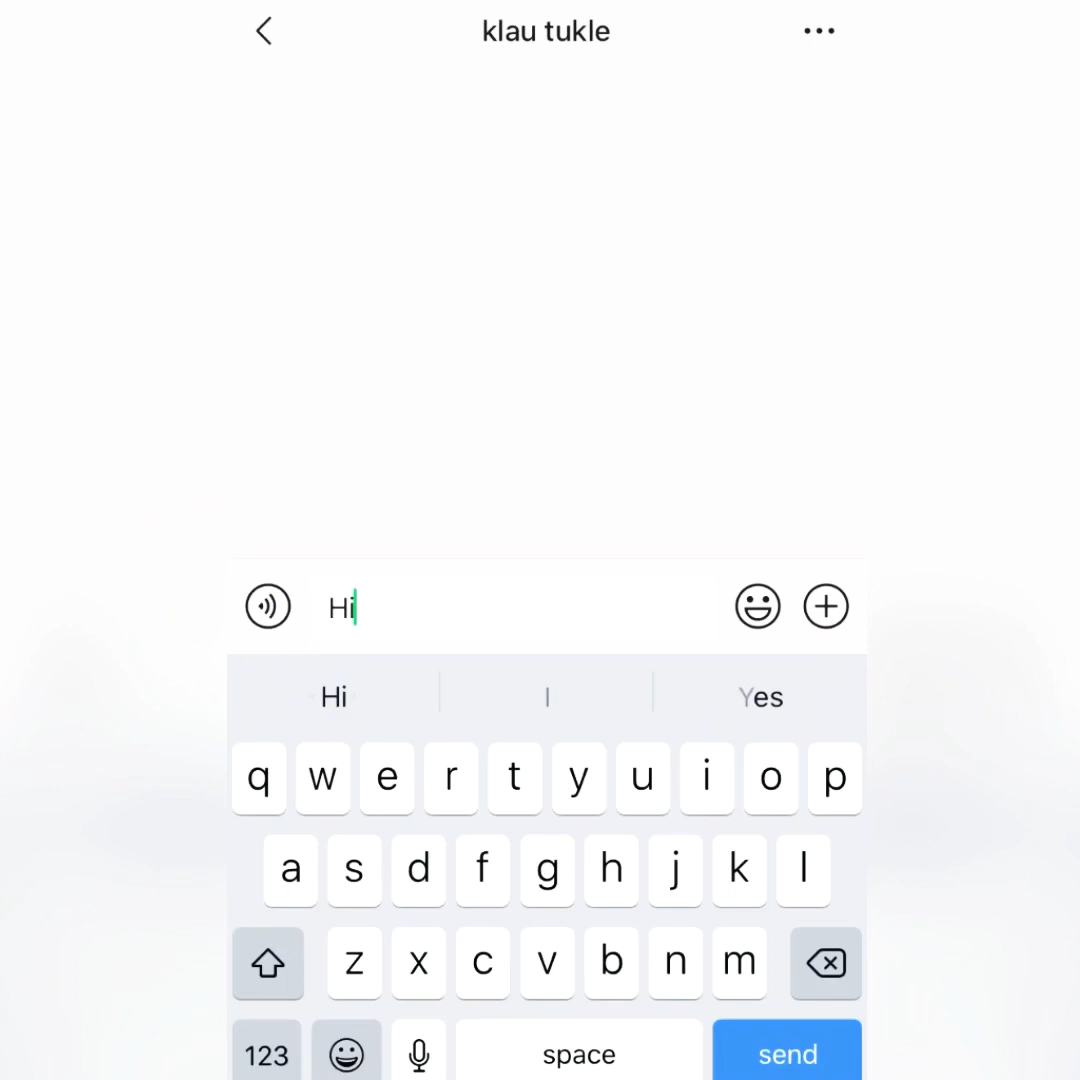 klau tukle
Hi
Hi I Yes
q w e r t y u i o p
a s d f g h j k l
z x c v b n m
123 space send